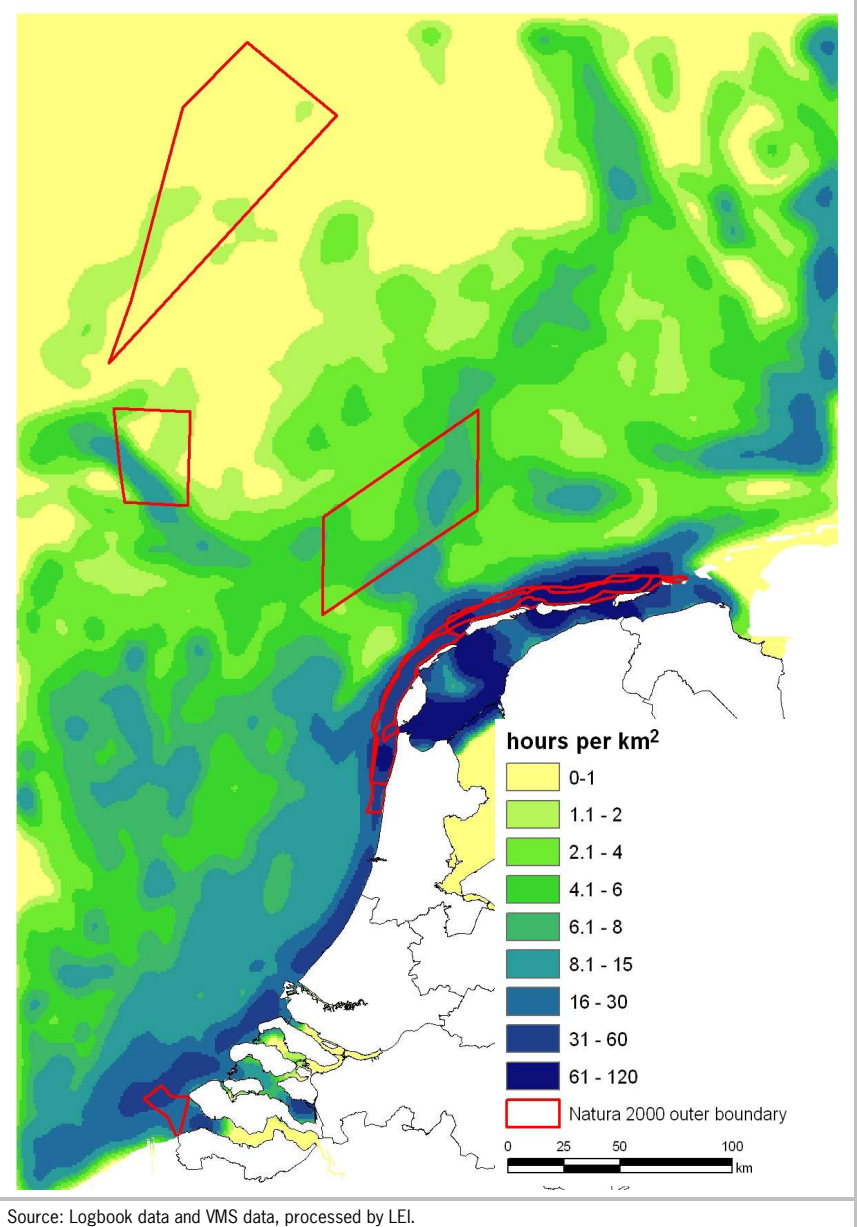 hours per km²
0-1
1.1 - 2
2.1 - 4
4.1 - 6
6.1 - 8
8.1 - 15
16 - 30
31 - 60
61 - 120
Natura 2000 outer boundary
0 25 50 100
km
Source: Logbook data and VMS data, processed by LEI.